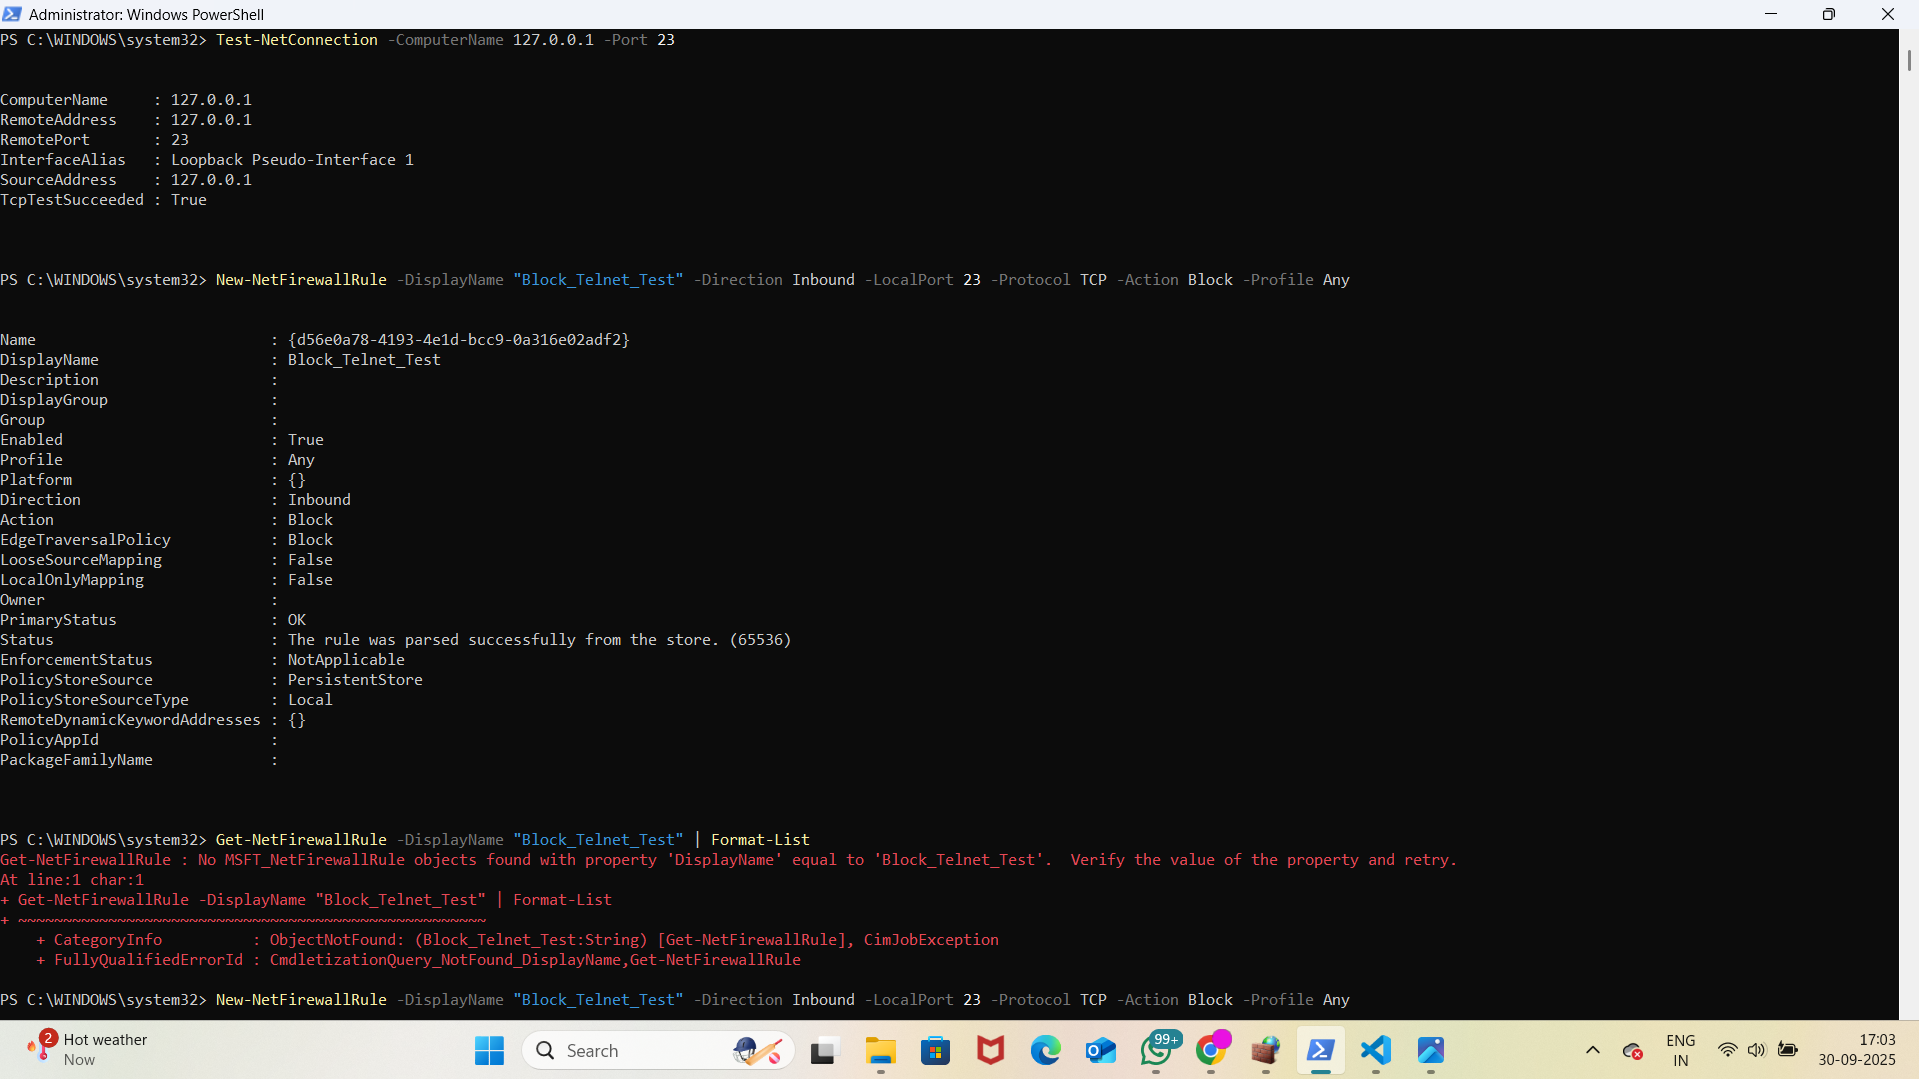 Administrator: Windows PowerShell
PS C:\WINDOWS\system32> Test-NetConnection -ComputerName 127.0.0.1 -Port 23
ComputerName     : 127.0.0.1
RemoteAddress    : 127.0.0.1
RemotePort       : 23
InterfaceAlias   : Loopback Pseudo-Interface 1
SourceAddress    : 127.0.0.1
TcpTestSucceeded : True
PS C:\WINDOWS\system32> New-NetFirewallRule -DisplayName "Block_Telnet_Test" -Direction Inbound -LocalPort 23 -Protocol TCP -Action Block -Profile Any
Name                          : {d56e0a78-4193-4e1d-bcc9-0a316e02adf2}
DisplayName                   : Block_Telnet_Test
Description                   :
DisplayGroup                  :
Group                         :
Enabled                       : True
Profile                       : Any
Platform                      : {}
Direction                     : Inbound
Action                        : Block
EdgeTraversalPolicy           : Block
LooseSourceMapping            : False
LocalOnlyMapping              : False
Owner                         :
PrimaryStatus                 : OK
Status                        : The rule was parsed successfully from the store. (65536)
EnforcementStatus             : NotApplicable
PolicyStoreSource             : PersistentStore
PolicyStoreSourceType         : Local
RemoteDynamicKeywordAddresses : {}
PolicyAppId                   :
PackageFamilyName             :
PS C:\WINDOWS\system32> Get-NetFirewallRule -DisplayName "Block_Telnet_Test" | Format-List
Get-NetFirewallRule : No MSFT_NetFirewallRule objects found with property 'DisplayName' equal to 'Block_Telnet_Test'.  Verify the value of the property and retry.
At line:1 char:1
+ Get-NetFirewallRule -DisplayName "Block_Telnet_Test" | Format-List
+ ~~~~~~~~~~~~~~~~~~~~~~~~~~~~~~~~~~~~~~~~~~~~~~~~~~~~
    + CategoryInfo          : ObjectNotFound: (Block_Telnet_Test:String) [Get-NetFirewallRule], CimJobException
    + FullyQualifiedErrorId : CmdletizationQuery_NotFound_DisplayName,Get-NetFirewallRule
PS C:\WINDOWS\system32> New-NetFirewallRule -DisplayName "Block_Telnet_Test" -Direction Inbound -LocalPort 23 -Protocol TCP -Action Block -Profile Any
2
Hot weather
Now
Search
99+
ENG
IN
17:03
30-09-2025